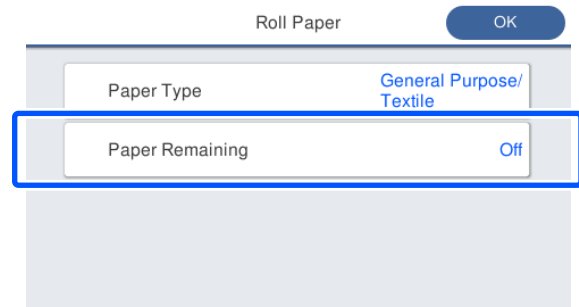 Roll Paper
OK
Paper Type
General Purpose/
Textile
Paper Remaining
Off